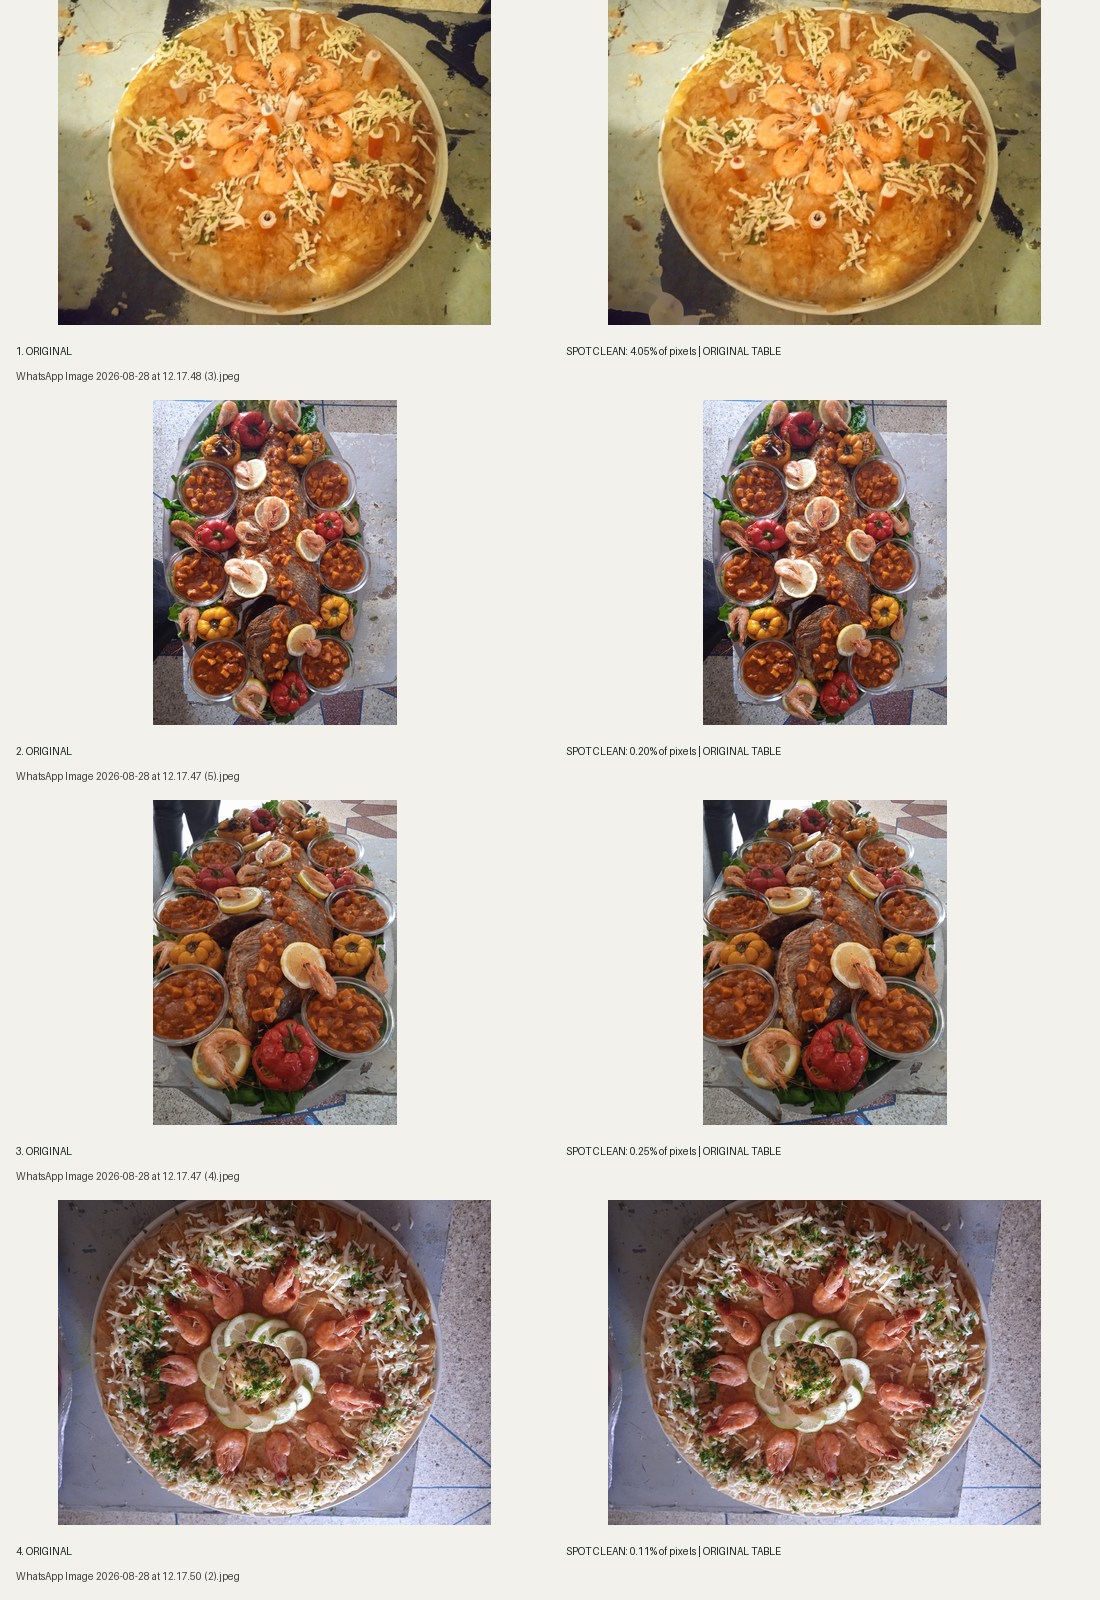 1. ORIGINAL
SPOT CLEAN: 4.05% of pixels | ORIGINAL TABLE
WhatsApp Image 2026-08-28 at 12.17.48 (3).jpeg
2. ORIGINAL
SPOT CLEAN: 0.20% of pixels | ORIGINAL TABLE
WhatsApp Image 2026-08-28 at 12.17.47 (5).jpeg
3. ORIGINAL
SPOT CLEAN: 0.25% of pixels | ORIGINAL TABLE
WhatsApp Image 2026-08-28 at 12.17.47 (4).jpeg
4. ORIGINAL
SPOT CLEAN: 0.11% of pixels | ORIGINAL TABLE
WhatsApp Image 2026-08-28 at 12.17.50 (2).jpeg